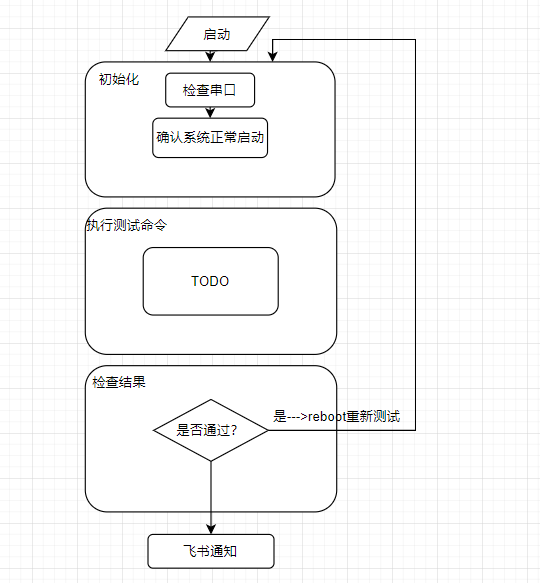 启动
初始化
检查串口
确认系统正常启动
执行测试命令
TODO
检查结果
是否通过?
是--->reboot重新测试
飞书通知